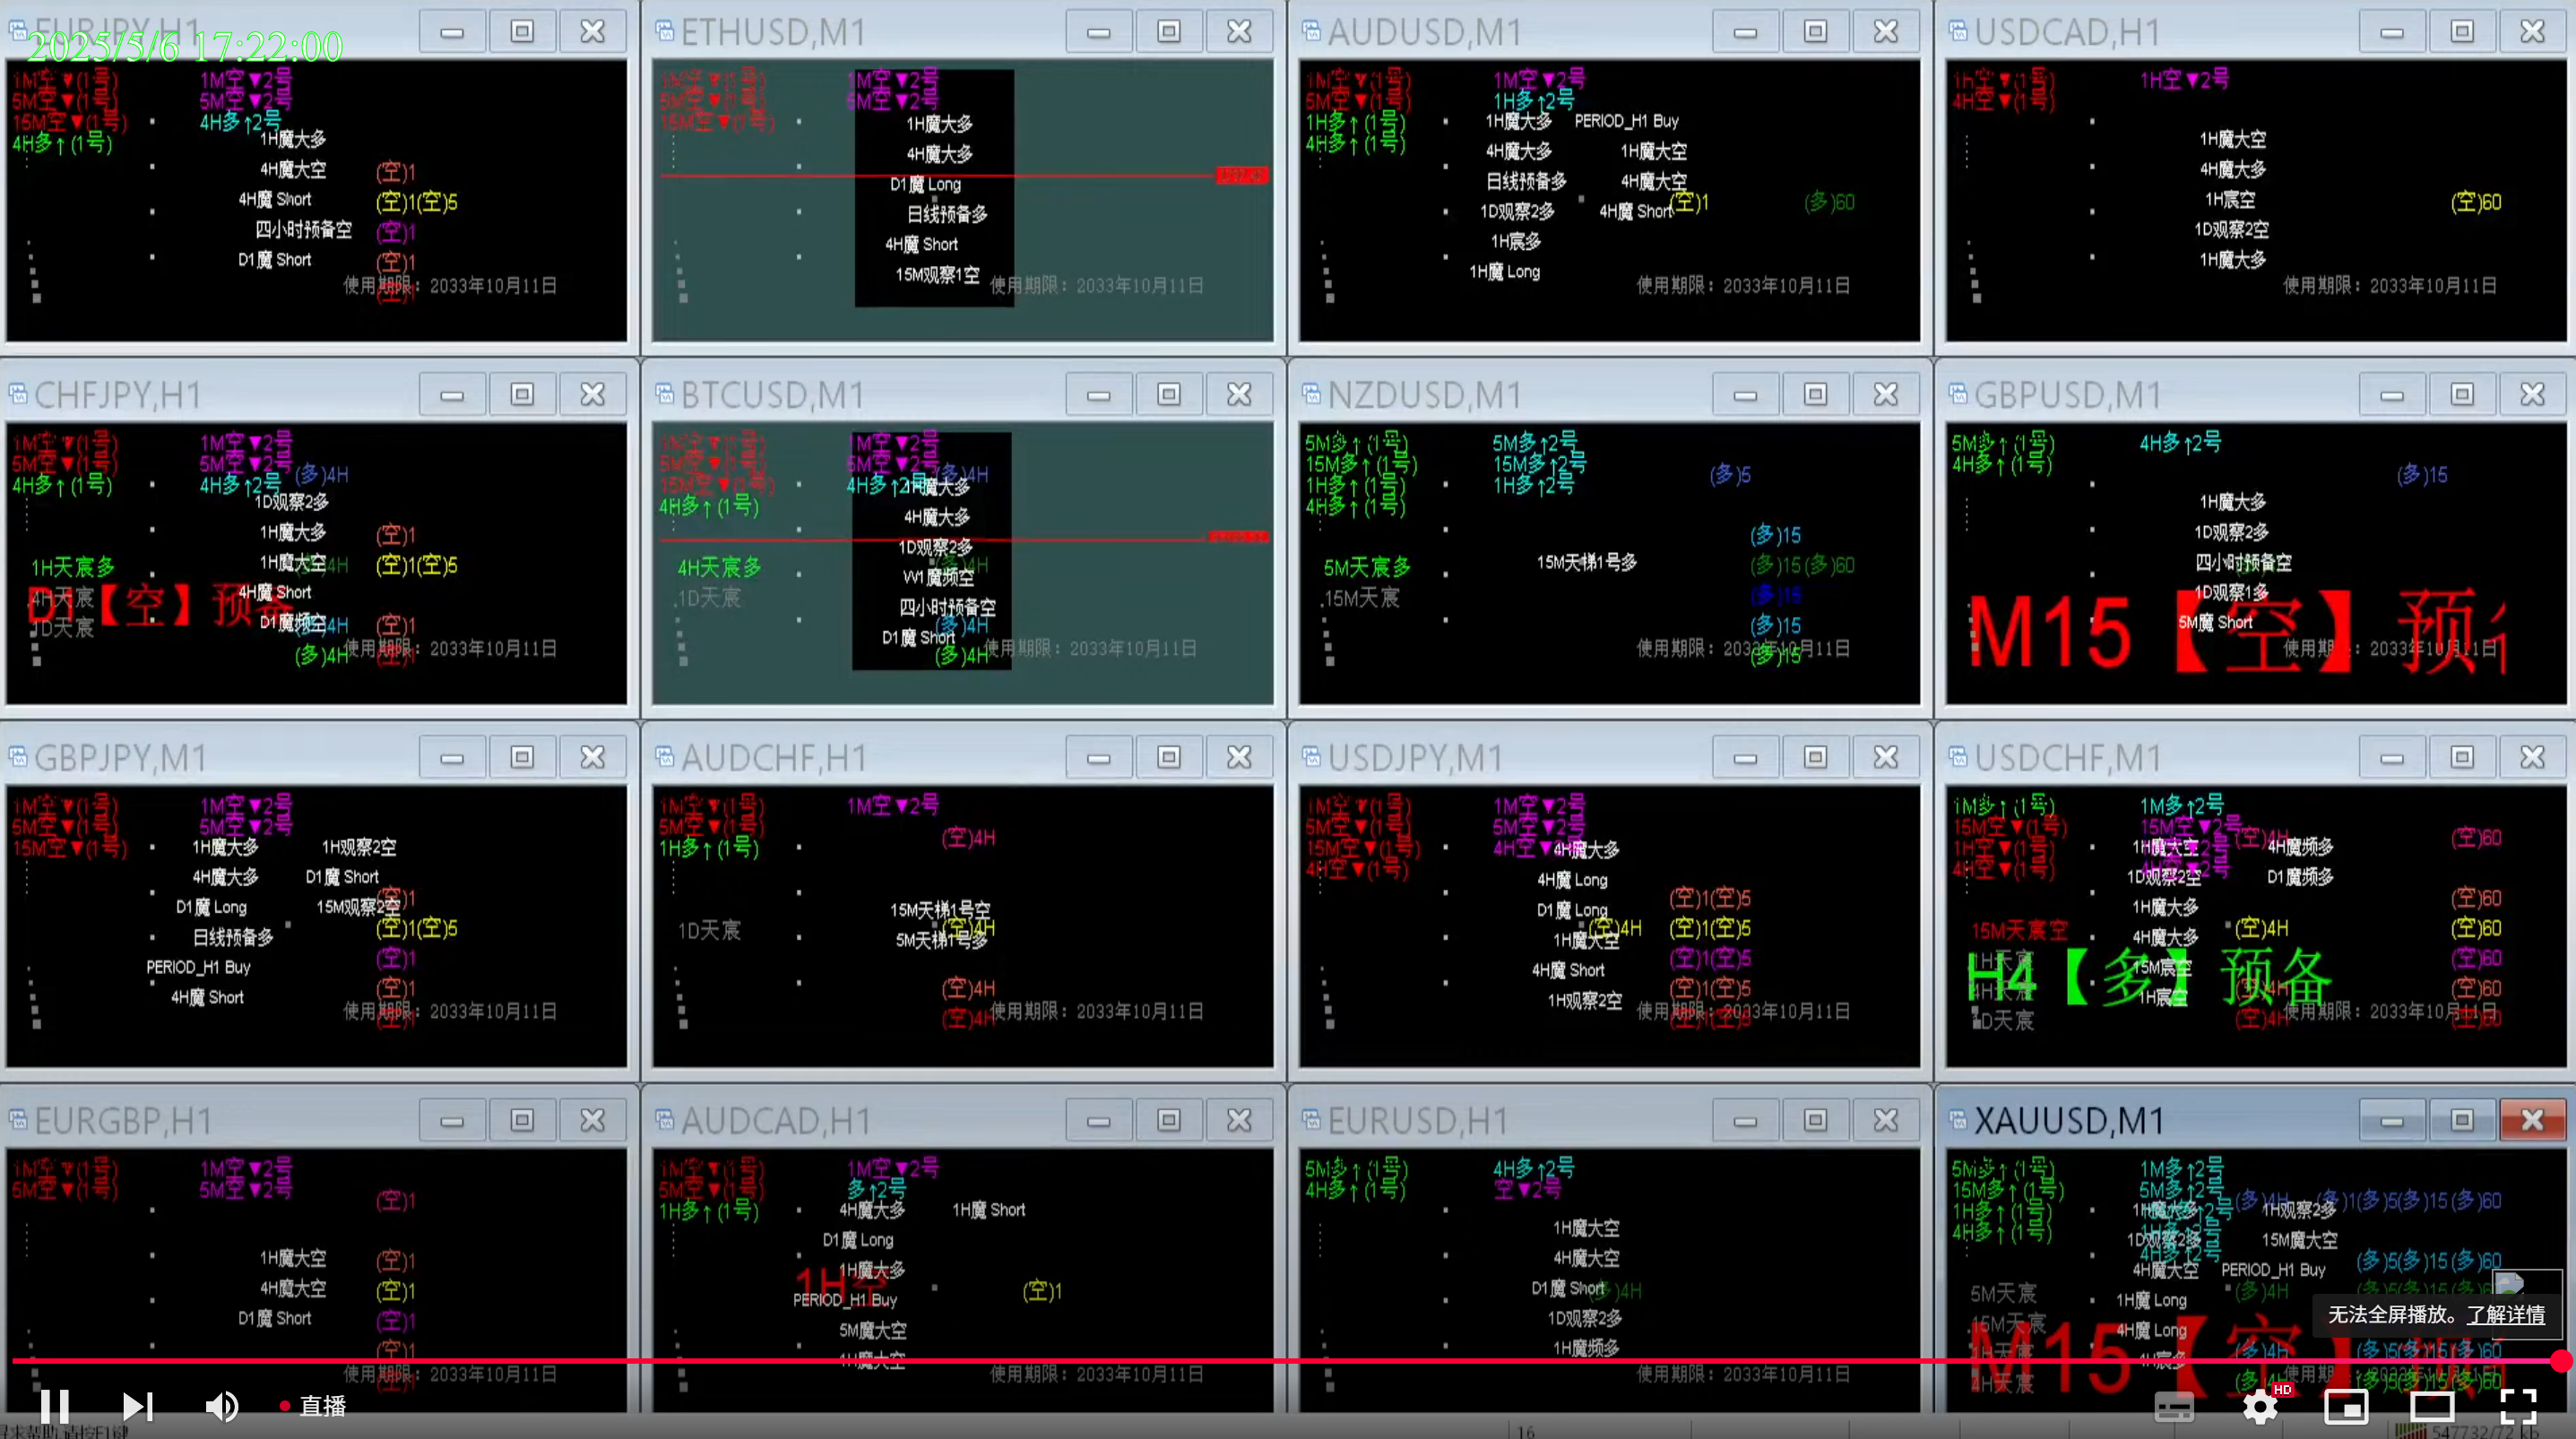 EURJPY,H1
2025/5/6 17:22:00
1M空▼(1号)
5M空▼(1号)
15M空▼(1号)
4H多↑(1号)
1M空▼2号
5M空▼2号
4H多↑2号
1H魔大多
4H魔大空
4H魔 Short
四小时预备空
D1魔 Short
(空)1
(空)1(空)5
(空)1
(空)1
使用期限：2033年10月11日
ETHUSD,M1
1M空▼(1号)
5M空▼(1号)
15M空▼(1号)
1M空▼2号
5M空▼2号
1H魔大多
4H魔大多
D1魔 Long
日线预备多
4H魔 Short
15M观察1空
使用期限：2033年10月11日
AUDUSD,M1
1M空▼(1号)
5M空▼(1号)
1H多↑(1号)
4H多↑(1号)
1M空▼2号
1H多↑2号
1H魔大多
4H魔大多
日线预备多
1D观察2多
1H宸多
1H魔 Long
PERIOD_H1 Buy
1H魔大空
4H魔大空
4H魔 Short
(空)1
(多)60
使用期限：2033年10月11日
USDCAD,H1
1H空▼(1号)
4H空▼(1号)
1H空▼2号
1H魔大空
4H魔大多
1H宸空
1D观察2空
1H魔大多
(空)60
使用期限：2033年10月11日
CHFJPY,H1
1M空▼(1号)
5M空▼(1号)
4H多↑(1号)
1M空▼2号
5M空▼2号
4H多↑2号
(多)4H
1D观察2多
1H魔大多
1H魔大空
4H魔 Short
D1魔频空
1H天宸多
4H天宸
1D天宸
D1【空】预备
(空)1
(空)1(空)5
(空)1
(多)4H
使用期限：2033年10月11日
BTCUSD,M1
1M空▼(1号)
5M空▼(1号)
15M空▼(1号)
4H多↑(1号)
1M空▼2号
5M空▼2号
4H多↑2号
(多)4H
1H魔大多
4H魔大多
1D观察2多
W1魔频空
四小时预备空
D1魔 Short
4H天宸多
1D天宸
(多)4H
(多)4H
使用期限：2033年10月11日
NZDUSD,M1
5M多↑(1号)
15M多↑(1号)
1H多↑(1号)
4H多↑(1号)
5M多↑2号
15M多↑2号
1H多↑2号
(多)5
15M天梯1号多
5M天宸多
15M天宸
(多)15
(多)15(多)60
(多)15
(多)15
(多)15
使用期限：2033年10月11日
GBPUSD,M1
5M多↑(1号)
4H多↑(1号)
4H多↑2号
(多)15
1H魔大多
1D观察2多
四小时预备空
1D观察1多
5M魔 Short
M15【空】预
使用期限：2033年10月11日
GBPJPY,M1
1M空▼(1号)
5M空▼(1号)
15M空▼(1号)
1M空▼2号
5M空▼2号
1H魔大多
4H魔大多
D1魔 Long
日线预备多
PERIOD_H1 Buy
4H魔 Short
1H观察2空
D1魔 Short
15M观察2空
(空)1
(空)1(空)5
(空)1
(空)1
使用期限：2033年10月11日
AUDCHF,H1
1M空▼(1号)
5M空▼(1号)
1H多↑(1号)
1M空▼2号
(空)4H
15M天梯1号空
5M天梯1号多
1D天宸
(空)4H
(空)4H
(空)4H
使用期限：2033年10月11日
USDJPY,M1
1M空▼(1号)
5M空▼(1号)
15M空▼(1号)
4H空▼(1号)
1M空▼2号
5M空▼2号
4H空▼2号
4H魔大多
4H魔 Long
D1魔 Long
1H魔大空
4H魔 Short
1H观察2空
(空)4H
(空)1(空)5
(空)1(空)5
(空)1(空)5
(空)1(空)5
使用期限：2033年10月11日
USDCHF,M1
1M多↑(1号)
15M空▼(1号)
1H空▼(1号)
4H空▼(1号)
1M多↑2号
15M空▼2号
(空)4H
(空)60
1H魔大空
1D观察2空
1H魔大多
4H魔大多
15M宸空
1H宸空
4H魔频多
D1魔频多
15M天宸空
1H天宸
4H天宸
1D天宸
H4【多】预备
(空)4H
(空)60
(空)60
(空)60
(空)60
使用期限：2033年10月11日
EURGBP,H1
1M空▼(1号)
5M空▼(1号)
1M空▼2号
5M空▼2号
(空)1
1H魔大空
4H魔大空
D1魔 Short
(空)1
(空)1
(空)1
(空)1
使用期限：2033年10月11日
AUDCAD,H1
1M空▼(1号)
5M空▼(1号)
1H多↑(1号)
1M空▼2号
多↑2号
4H魔大多
D1魔 Long
1H魔大多
PERIOD_H1 Buy
5M魔大空
1H魔大空
1H魔 Short
1H空
(空)1
使用期限：2033年10月11日
EURUSD,H1
5M多↑(1号)
4H多↑(1号)
4H多↑2号
空▼2号
1H魔大空
4H魔大空
D1魔 Short
1D观察2多
1H魔频多
(多)4H
使用期限：2033年10月11日
XAUUSD,M1
5M多↑(1号)
15M多↑(1号)
1H多↑(1号)
4H多↑(1号)
1M多↑2号
5M多↑2号
(多)4H
(多)1(多)5(多)15(多)60
1H魔大多
1D观察2多
4H魔大空
1H魔 Long
4H魔 Long
1H观察2多
15M魔大空
PERIOD_H1 Buy
(多)5(多)15(多)60
5M天宸
15M天宸
1H天宸
4H天宸
M15【空】
(多)4H
(多)5(多)15(多)60
无法全屏播放。了解详情
直播
HD
16